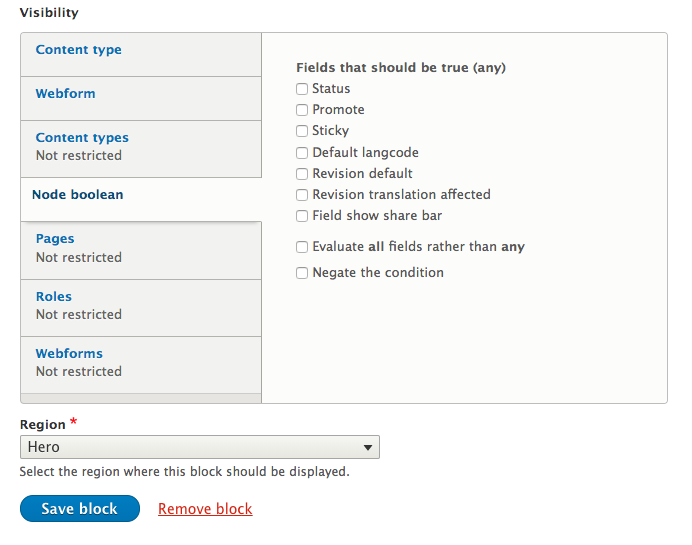 Visibility
Content type
Webform
Content types
Not restricted
Node boolean
Pages
Not restricted
Roles
Not restricted
Webforms
Not restricted
Fields that should be true (any)
Status
Promote
Sticky
Default langcode
Revision default
Revision translation affected
Field show share bar
Evaluate all fields rather than any
Negate the condition
Region *
Hero
Select the region where this block should be displayed.
Save block Remove block